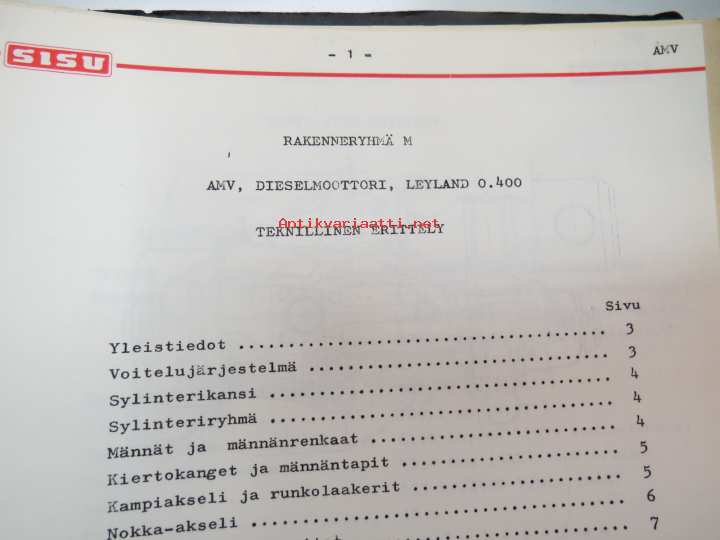 SISU
- 1 -
AMV
RAKENNERYHMÄ M
AMV, DIESELMOOTTORI, LEYLAND O.400
Antikvariaatti.net
TEKNILLINEN ERITTELY
Sivu
Yleistiedot ........................................ 3
Voitelujärjestelmä ................................ 3
Sylinterikansi .................................... 4
Sylinteriryhmä .................................... 4
Männät ja männänrenkaat ........................... 4
Kiertokanget ja männäntapit ....................... 5
Kampiakseli ja runkolaakerit ...................... 5
Nokka-akseli ...................................... 6
7